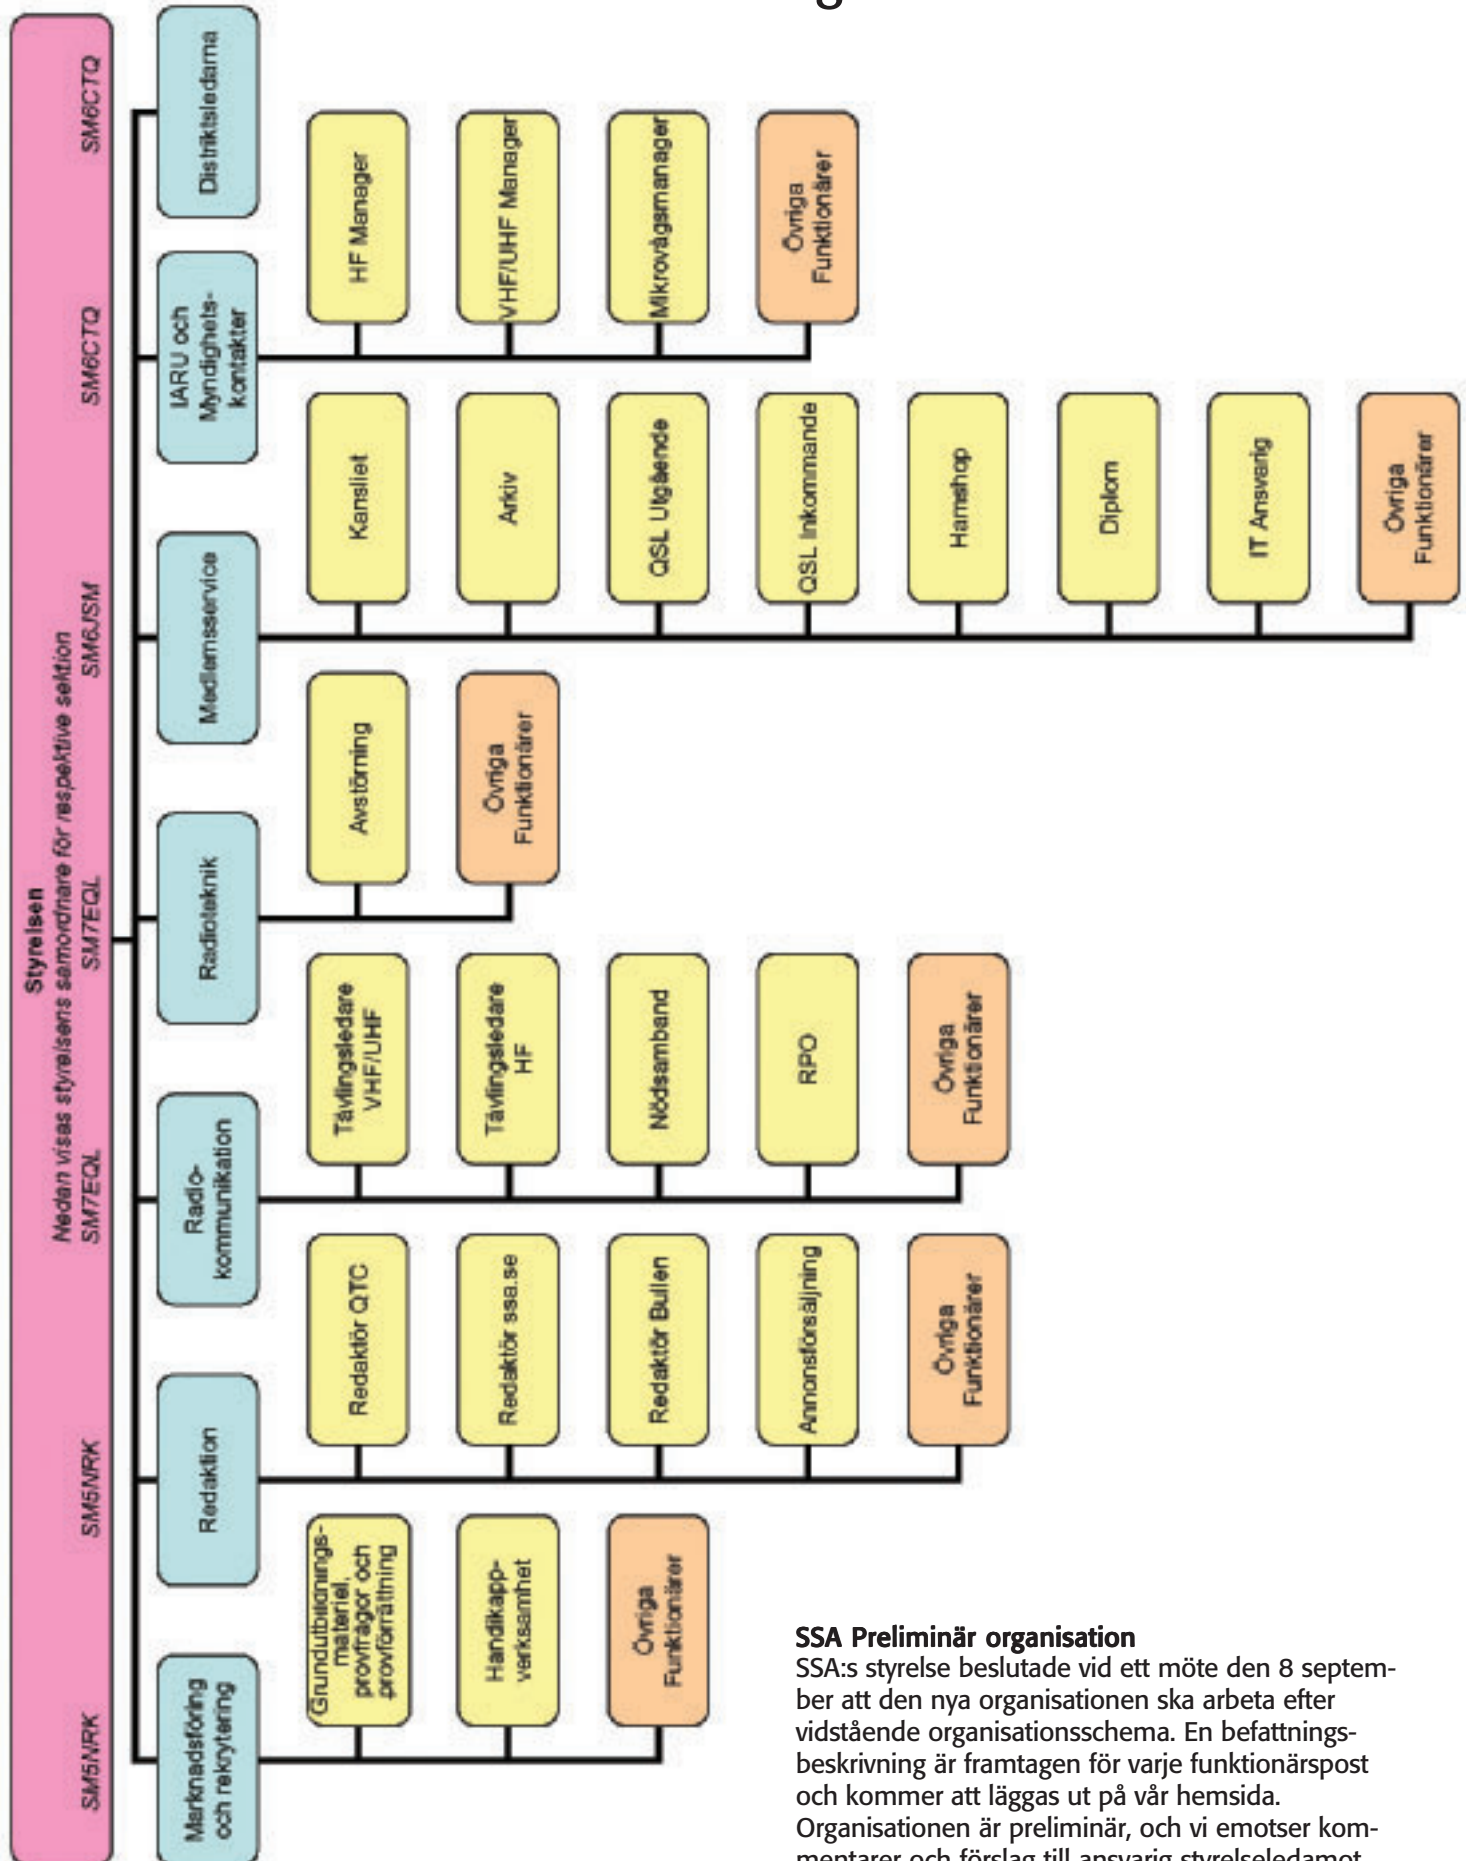 Styrelsen
Nedan visas styrelsens samordnare för respektive sektion
SM5NRK
SM5NRK
SM7EQL
SM7EQL
SM6JSM
SM6CTQ
SM6CTQ
Marknadsföring
och rekrytering
Grundutbildnings-
materiel,
provfrågor och
provförrättning
Handikapp-
verksamhet
Övriga
Funktionärer
Redaktion
Redaktör QTC
Redaktör ssa.se
Redaktör Bullen
Annonsförsäljning
Övriga
Funktionärer
Radio-
kommunikation
Tävlingsledare
VHF/UHF
Tävlingsledare
HF
Nödsamband
RPO
Övriga
Funktionärer
Radioteknik
Avstörning
Övriga
Funktionärer
Medlemsservice
Kansliet
Arkiv
QSL Utgående
QSL Inkommande
Hamshop
Diplom
IT Ansvarig
Övriga
Funktionärer
IARU och
Myndighets-
kontakter
HF Manager
VHF/UHF Manager
Mikrovågsmanager
Övriga
Funktionärer
Distriktsledarna
SSA Preliminär organisation
SSA:s styrelse beslutade vid ett möte den 8 septem-
ber att den nya organisationen ska arbeta efter
vidstående organisationsschema. En befattnings-
beskrivning är framtagen för varje funktionärspost
och kommer att läggas ut på vår hemsida.
Organisationen är preliminär, och vi emotser kom-
mentarer och förslag till ansvarig styrelseledamot